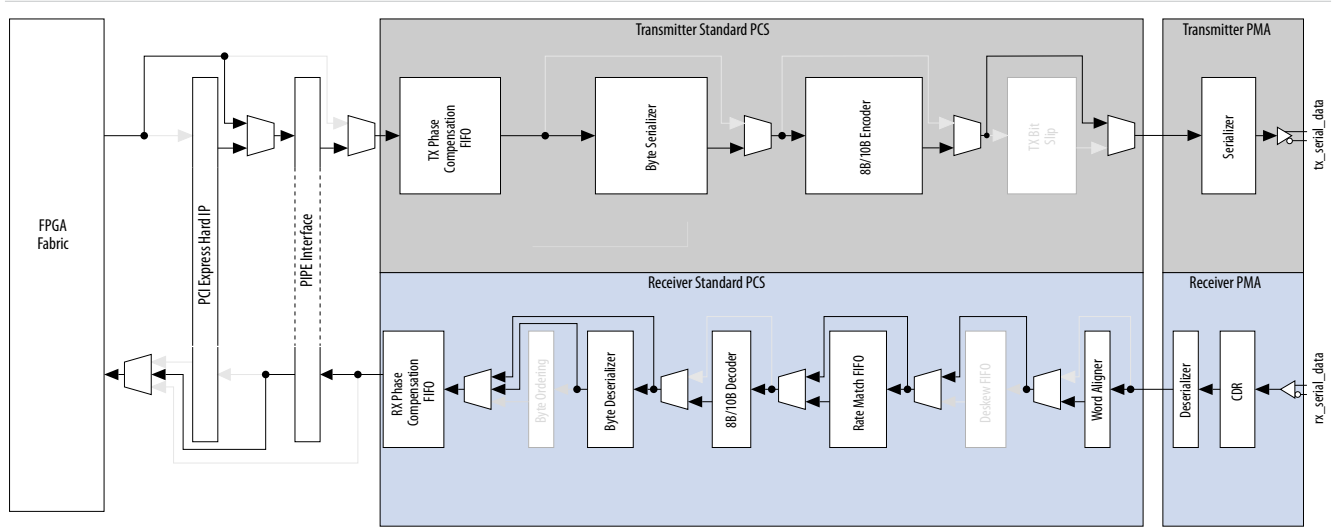 Transmitter Standard PCS
Transmitter PMA
FPGA
Fabric
PCI Express Hard IP
PIPE Interface
TX Phase
Compensation
FIFO
Byte Serializer
8B/10B Encoder
TX Bit
Slip
Serializer
tx_serial_data
Receiver Standard PCS
Receiver PMA
RX Phase
Compensation
FIFO
Byte Ordering
Byte Deserializer
8B/10B Decoder
Rate Match FIFO
Deskew FIFO
Word Aligner
Deserializer
CDR
rx_serial_data